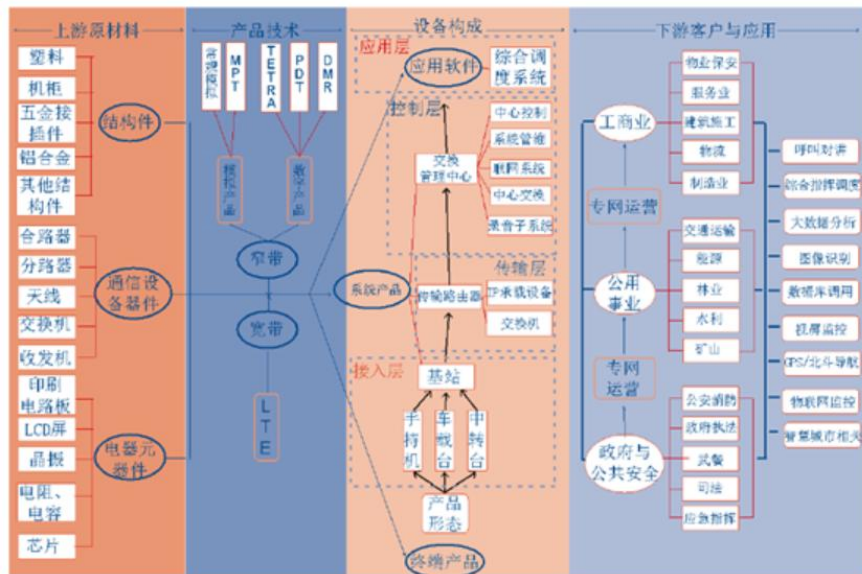 上游原材料
塑料
机柜
五金接
插件
铝合金
其他结
构件
结构件
合路器
分路器
天线
交换机
收发机
通信设
备器件
印刷
电路板
LCD屏
晶振
电阻、
电容
芯片
电器元
器件
产品技术
常规模拟
MPT
TETRA
PDT
DMR
模拟产品
数字产品
窄带
宽带
LTE
设备构成
应用层
应用软件
综合调
度系统
控制层
交换
管理中心
中心控制
系统管维
联网系统
中心交换
录音子系统
系统产品
传输层
传输路由器
IP承载设备
交换机
接入层
基站
手持机
车载台
中转台
产品
形态
终端产品
下游客户与应用
工商业
物业保安
服务业
建筑施工
物流
制造业
专网运营
公用
事业
交通运输
能源
林业
水利
矿山
专网
运营
政府与
公共安全
公安消防
政府执法
武警
司法
应急指挥
呼叫对讲
综合指挥调度
大数据分析
图像识别
数据库调用
视频监控
GPS/北斗导航
物联网监控
智慧城市相关